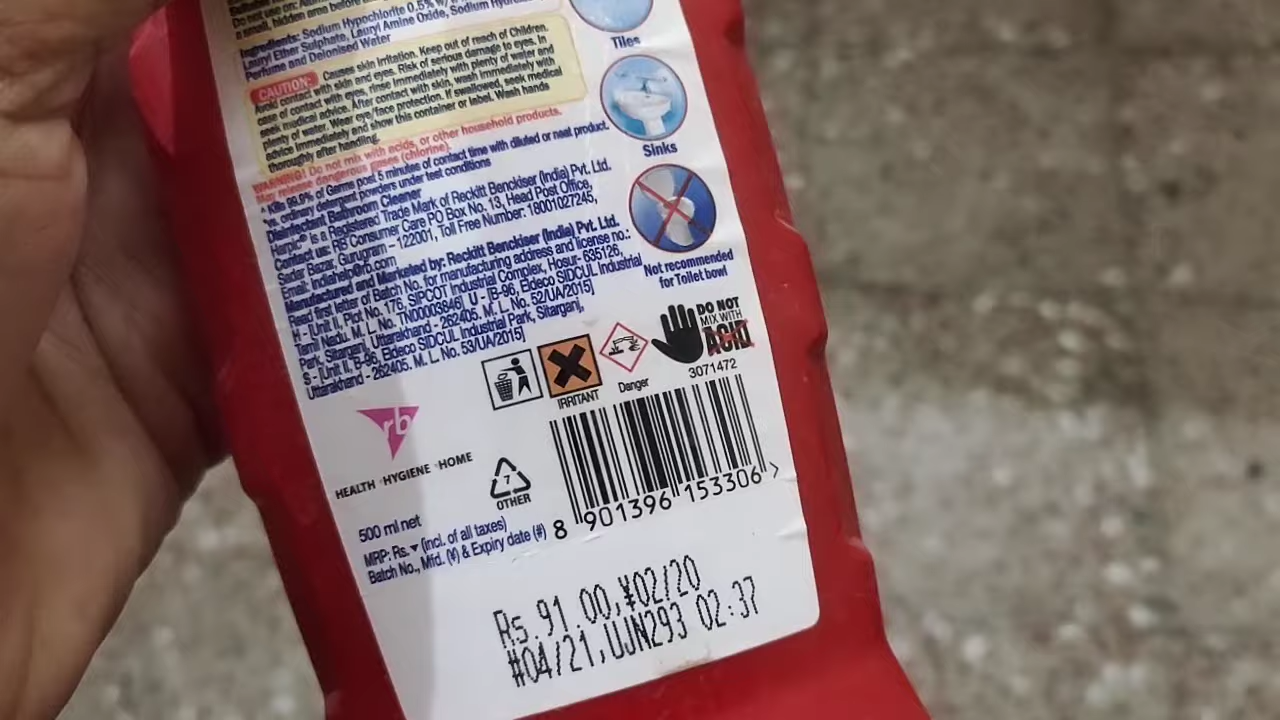 a small, hidden area before
Ingredients: Sodium Hypochlorite 0.5% w/
Lauryl Ether Sulphate, Lauryl Amine Oxide, Sodium
Perfume and Deionised Water
CAUTION: Causes skin irritation. Keep out of reach of Children.
Avoid contact with skin and eyes. Risk of serious damage to eyes. In
case of contact with eyes, rinse immediately with plenty of water and
seek medical advice. After contact with skin, wash immediately with
plenty of water. Wear eye/face protection. If swallowed, seek medical
advice immediately and show this container or label. Wash hands
thoroughly after handling.
WARNING! Do not mix with acids, or other household products.
May release dangerous gases (chlorine).
^ Kills 99.9% of Germs post 5 minutes of contact time with diluted or neat product.
*vs. ordinary detergent powders under test conditions
Disinfectant Bathroom Cleaner
Harpic® is a Registered Trade Mark of Reckitt Benckiser (India) Pvt. Ltd.
Contact us: RB Consumer Care PO Box No. 13, Head Post Office,
Sadar Bazar, Gurugram - 122001, Toll Free Number: 18001027245,
Email: indiahelp@rb.com
Manufactured and Marketed by: Reckitt Benckiser (India) Pvt. Ltd.
Read first letter of Batch No. for manufacturing address and license no.:
H - [Unit II, Plot No. 176, SIPCOT Industrial Complex, Hosur- 635126,
Tamil Nadu. M. L. No. TN00003646] U - [B-96, Eldeco SIDCUL Industrial
Park, Sitarganj, Uttarakhand - 262405. M. L. No. 52/UA/2015]
S - [Unit II, B-96, Eldeco SIDCUL Industrial Park, Sitarganj,
Uttarakhand - 262405. M. L. No. 53/UA/2015]
Tiles
Sinks
Not recommended
for Toilet bowl
DO NOT
MIX WITH
ACID
IRRITANT
Danger
3071472
rb
HEALTH · HYGIENE · HOME
7
OTHER
8 901396 153306 >
500 ml net
MRP: Rs. ▼ (incl. of all taxes)
Batch No., Mfd. (¥) & Expiry date (#)
Rs.91.00,¥02/20
#04/21,UJN293 02:37